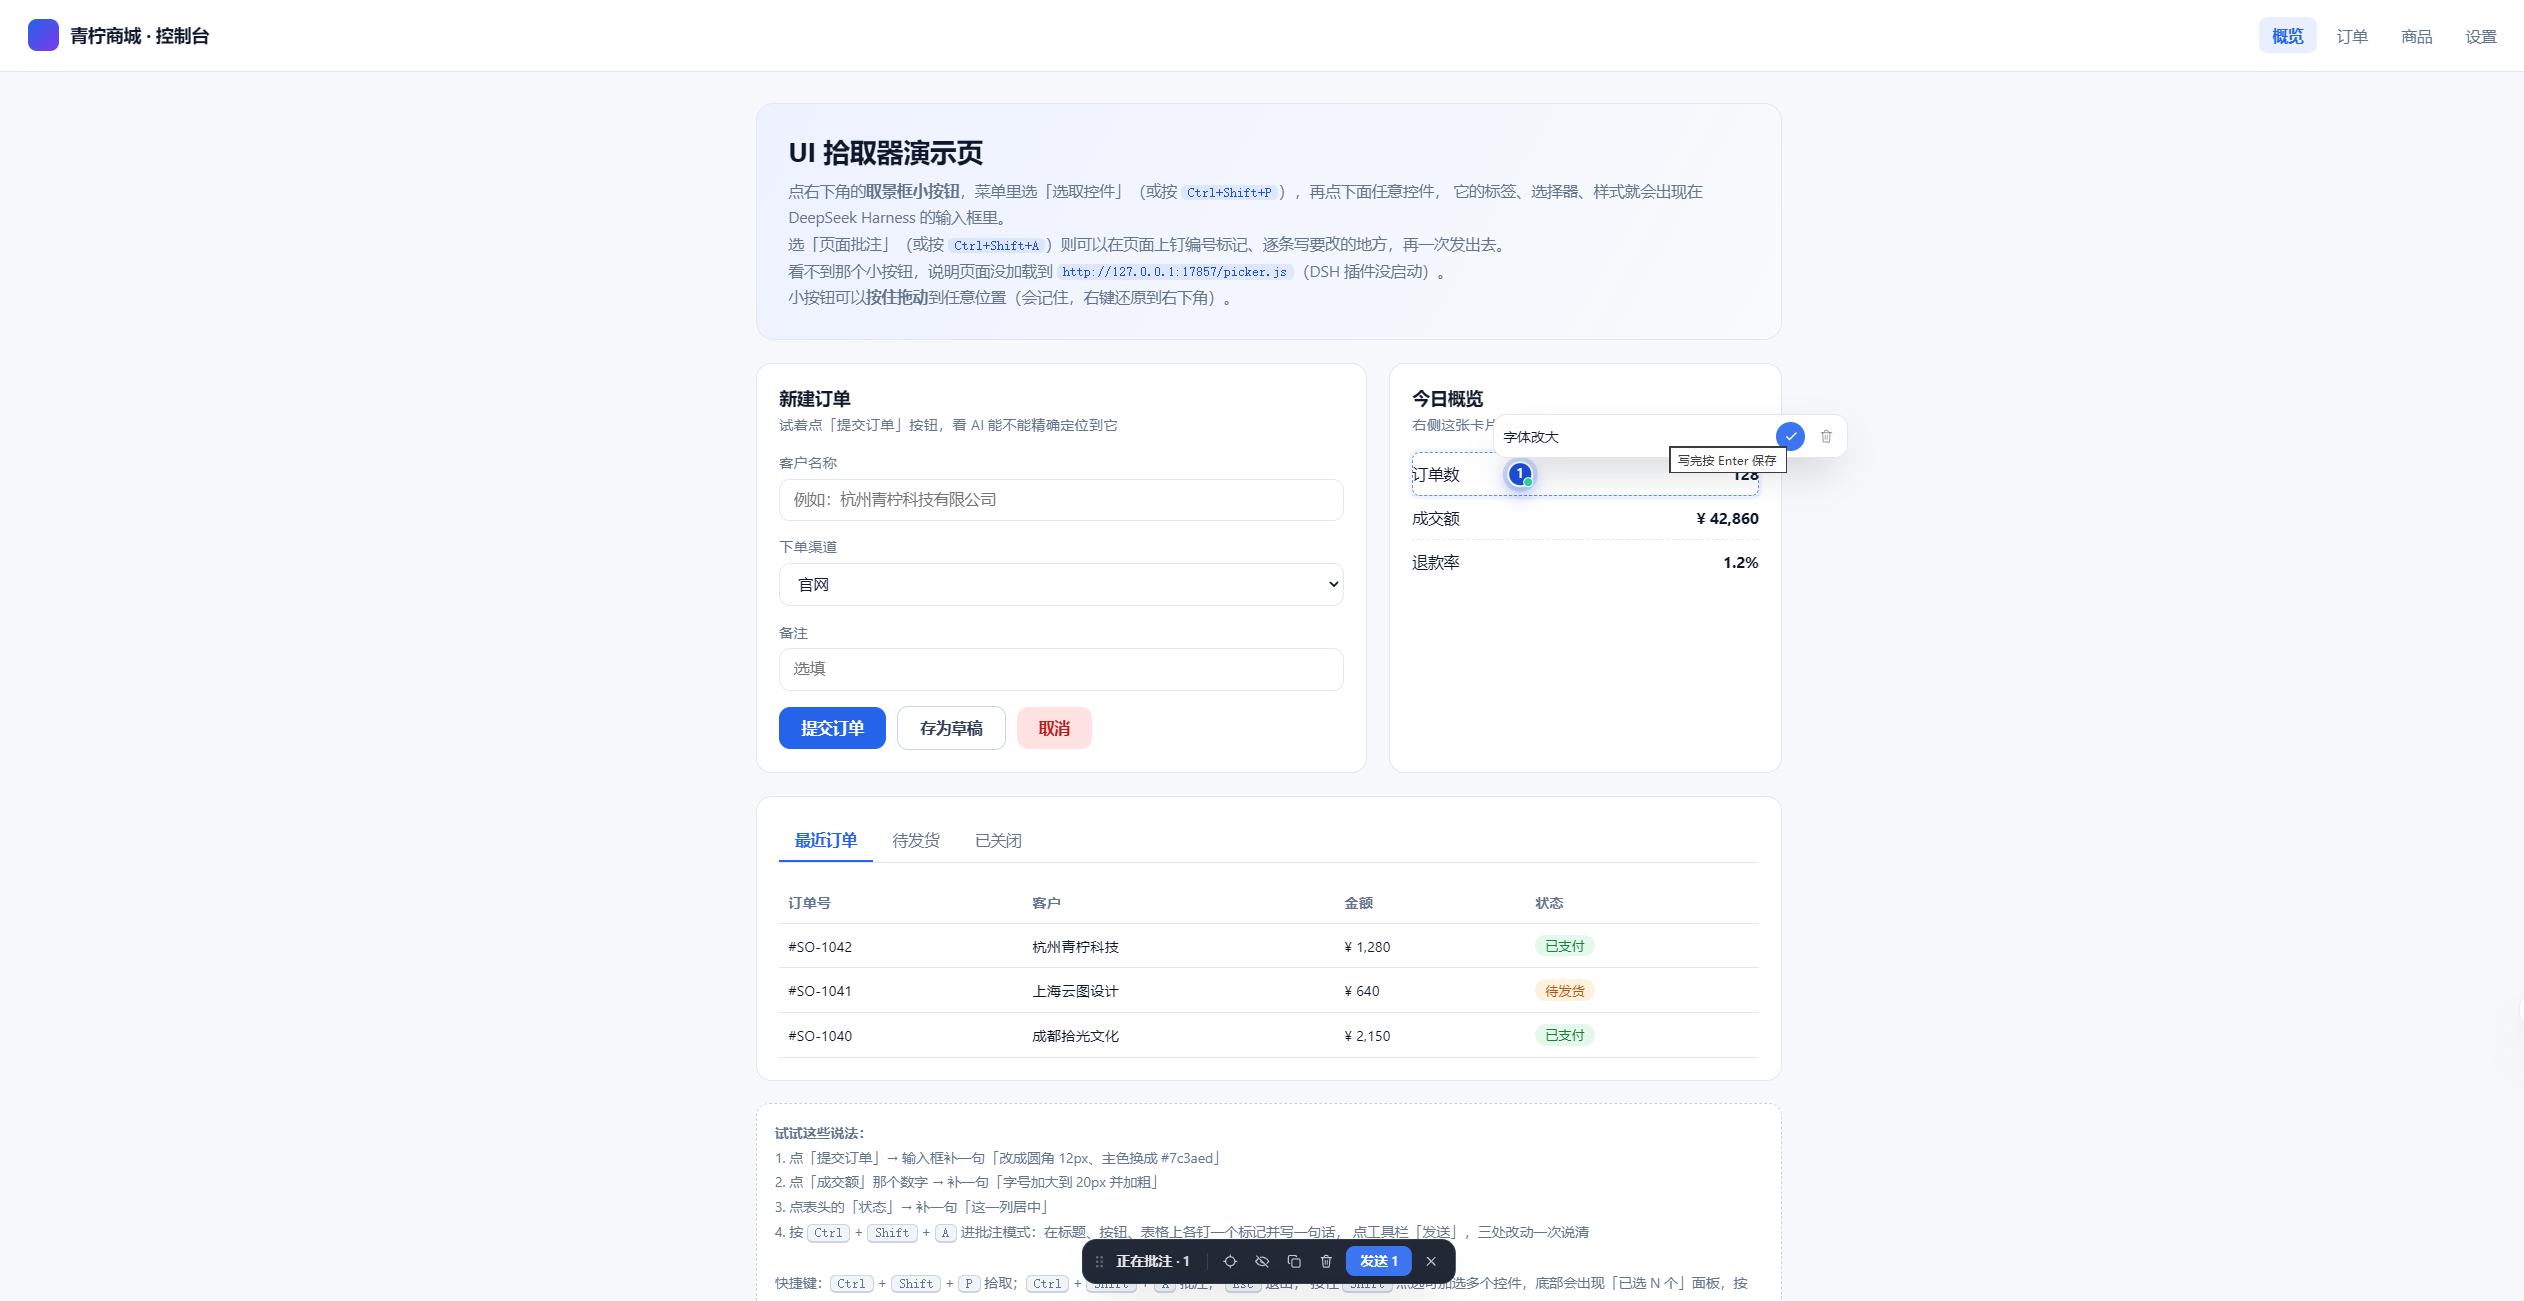 青柠商城 · 控制台
概览 订单 商品 设置
UI 拾取器演示页
点右下角的取景框小按钮，菜单里选「选取控件」（或按 Ctrl+Shift+P），再点下面任意控件， 它的标签、选择器、样式就会出现在
DeepSeek Harness 的输入框里。
选「页面批注」（或按 Ctrl+Shift+A）则可以在页面上钉编号标记、逐条写要改的地方，再一次发出去。
看不到那个小按钮，说明页面没加载到 http://127.0.0.1:17857/picker.js （DSH 插件没启动）。
小按钮可以按住拖动到任意位置（会记住，右键还原到右下角）。
新建订单
试着点「提交订单」按钮，看 AI 能不能精确定位到它
客户名称
例如：杭州青柠科技有限公司
下单渠道
官网
备注
选填
提交订单 存为草稿 取消
今日概览
右侧这张卡片
字体改大
写完按 Enter 保存
订单数 1 128
成交额 ¥ 42,860
退款率 1.2%
最近订单 待发货 已关闭
订单号 客户 金额 状态
#SO-1042 杭州青柠科技 ¥ 1,280 已支付
#SO-1041 上海云图设计 ¥ 640 待发货
#SO-1040 成都拾光文化 ¥ 2,150 已支付
试试这些说法：
1. 点「提交订单」→ 输入框补一句「改成圆角 12px、主色换成 #7c3aed」
2. 点「成交额」那个数字 → 补一句「字号加大到 20px 并加粗」
3. 点表头的「状态」→ 补一句「这一列居中」
4. 按 Ctrl + Shift + A 进批注模式：在标题、按钮、表格上各钉一个标记并写一句话， 点工具栏「发送」，三处改动一次说清
正在批注 · 1 发送 1
快捷键： Ctrl + Shift + P 拾取； Ctrl + Shift + A 批注； Esc 退出； 按住 Shift 点选可加选多个控件，底部会出现「已选 N 个」面板，按